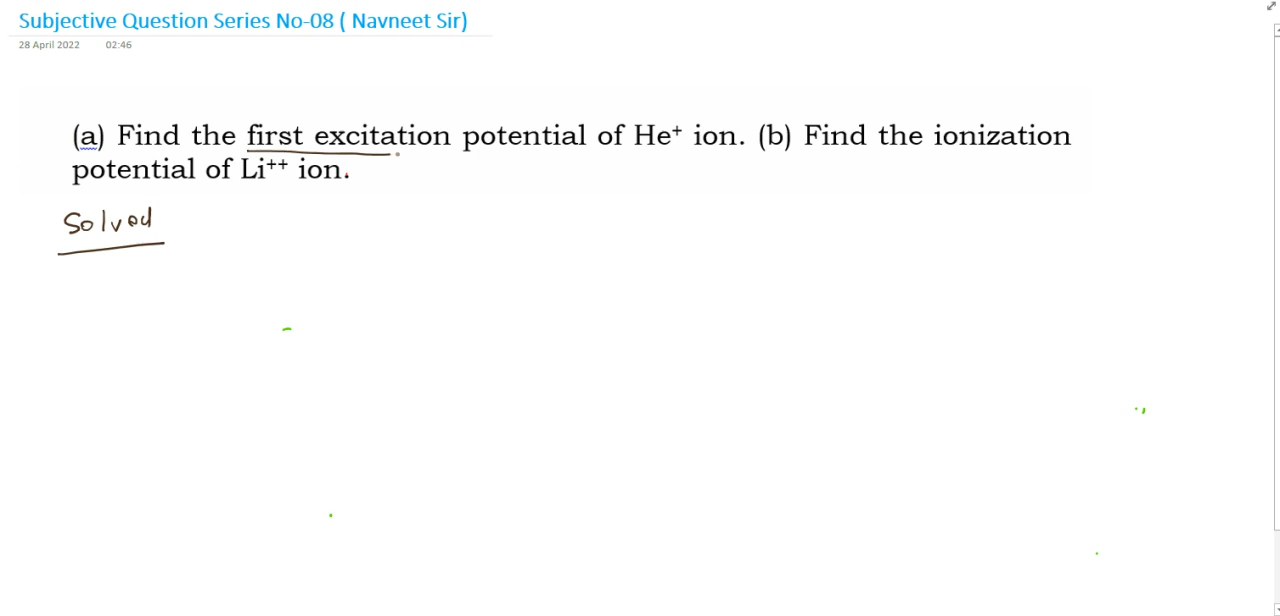 Subjective Question Series No-08 ( Navneet Sir)
28 April 2022 02:46
(a) Find the first excitation potential of He⁺ ion. (b) Find the ionization
potential of Li⁺⁺ ion.
Solved